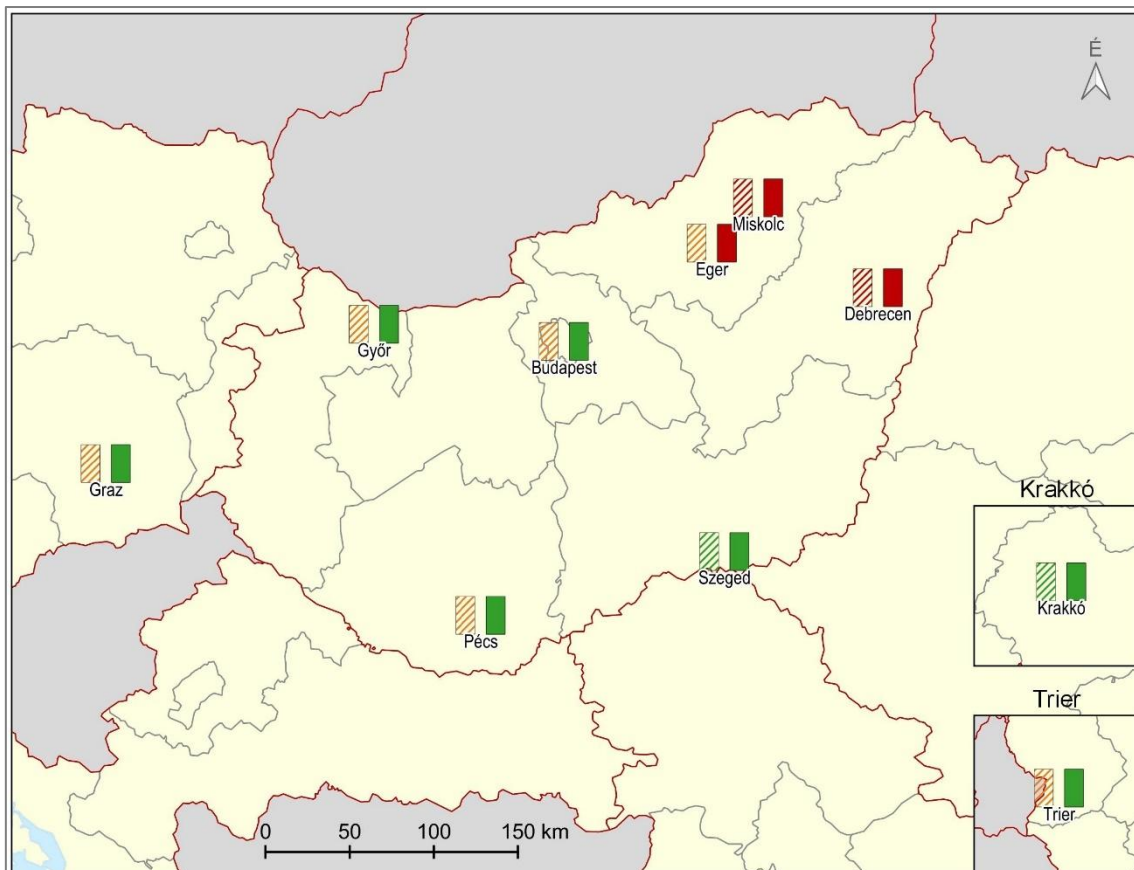 É
Miskolc
Eger
Debrecen
Győr
Budapest
Graz
Krakkó
Szeged
Krakkó
Pécs
Trier
0 50 100 150 km
Trier